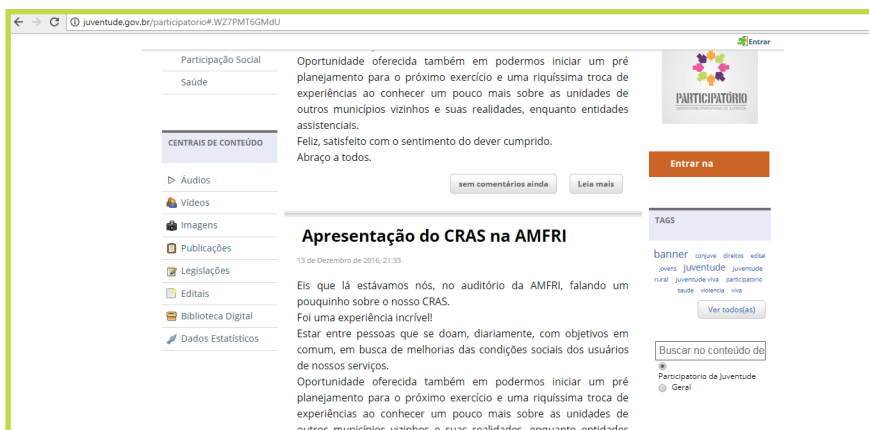 juventude.gov.br/participatorio#.WZ7PMT6GMdU
Entrar
Participação Social
Saúde
CENTRAIS DE CONTEÚDO
Áudios
Vídeos
Imagens
Publicações
Legislações
Editais
Biblioteca Digital
Dados Estatísticos
Oportunidade oferecida também em podermos iniciar um pré
planejamento para o próximo exercício e uma riquíssima troca de
experiências ao conhecer um pouco mais sobre as unidades de
outros municípios vizinhos e suas realidades, enquanto entidades
assistenciais.
Feliz, satisfeito com o sentimento do dever cumprido.
Abraço a todos.
sem comentários ainda
Leia mais
Apresentação do CRAS na AMFRI
13 de Dezembro de 2016, 21:33
Eis que lá estávamos nós, no auditório da AMFRI, falando um
pouquinho sobre o nosso CRAS.
Foi uma experiência incrível!
Estar entre pessoas que se doam, diariamente, com objetivos em
comum, em busca de melhorias das condições sociais dos usuários
de nossos serviços.
Oportunidade oferecida também em podermos iniciar um pré
planejamento para o próximo exercício e uma riquíssima troca de
experiências ao conhecer um pouco mais sobre as unidades de
outros municípios vizinhos e suas realidades, enquanto entidades
PARTICIPATÓRIO
Entrar na
TAGS
banner conjuve direitos edital
jovens juventude juventude
rural juventude viva participatorio
saude violencia viva
Ver todos(as)
Buscar no conteúdo de
Participatorio da Juventude
Geral